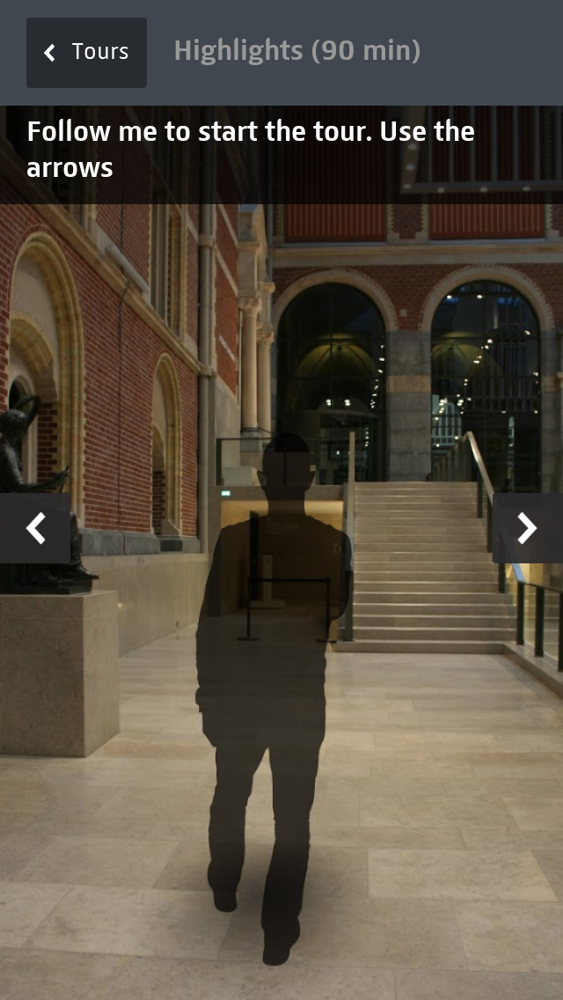 Tours
Highlights (90 min)
Follow me to start the tour. Use the
arrows